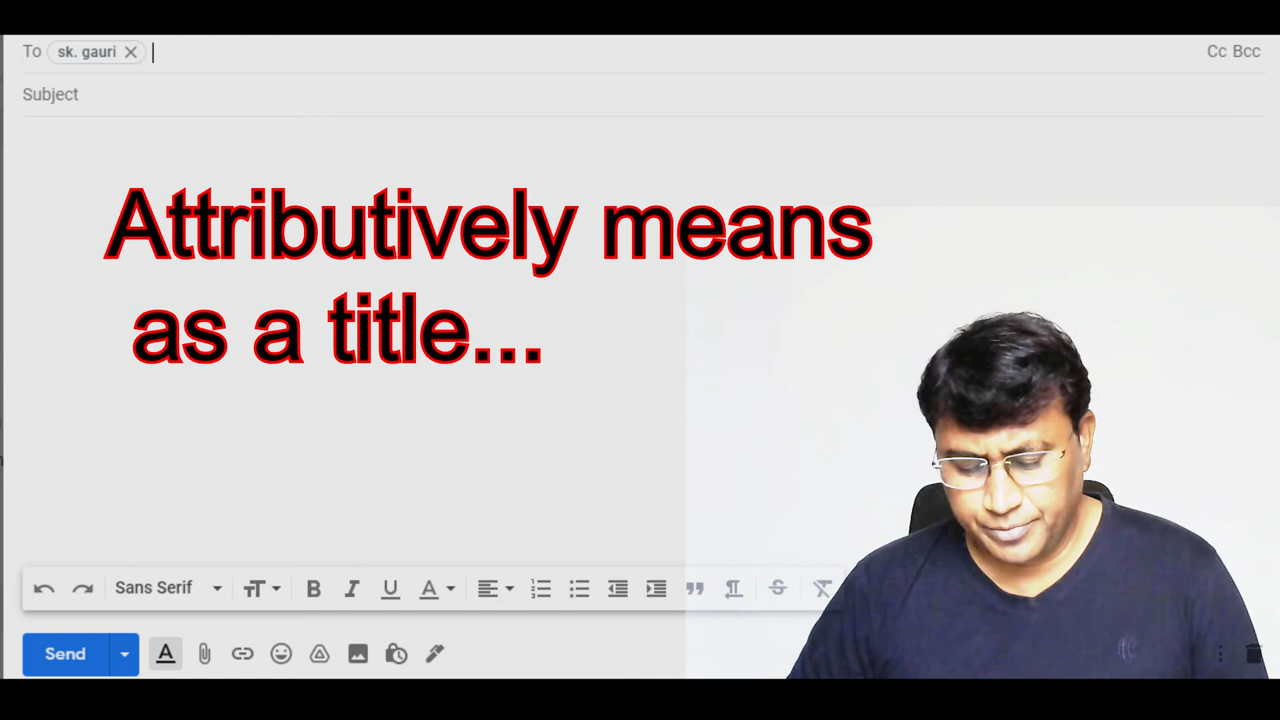 To sk. gauri
Cc Bcc
Subject
Attributively means
as a title...
Sans Serif
Send